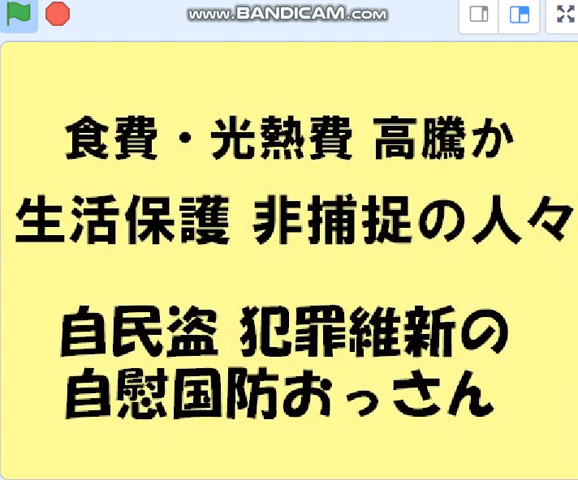 www.BANDICAM.com
食費・光熱費 高騰か
生活保護 非捕捉の人々
自民盗 犯罪維新の
自慰国防おっさん